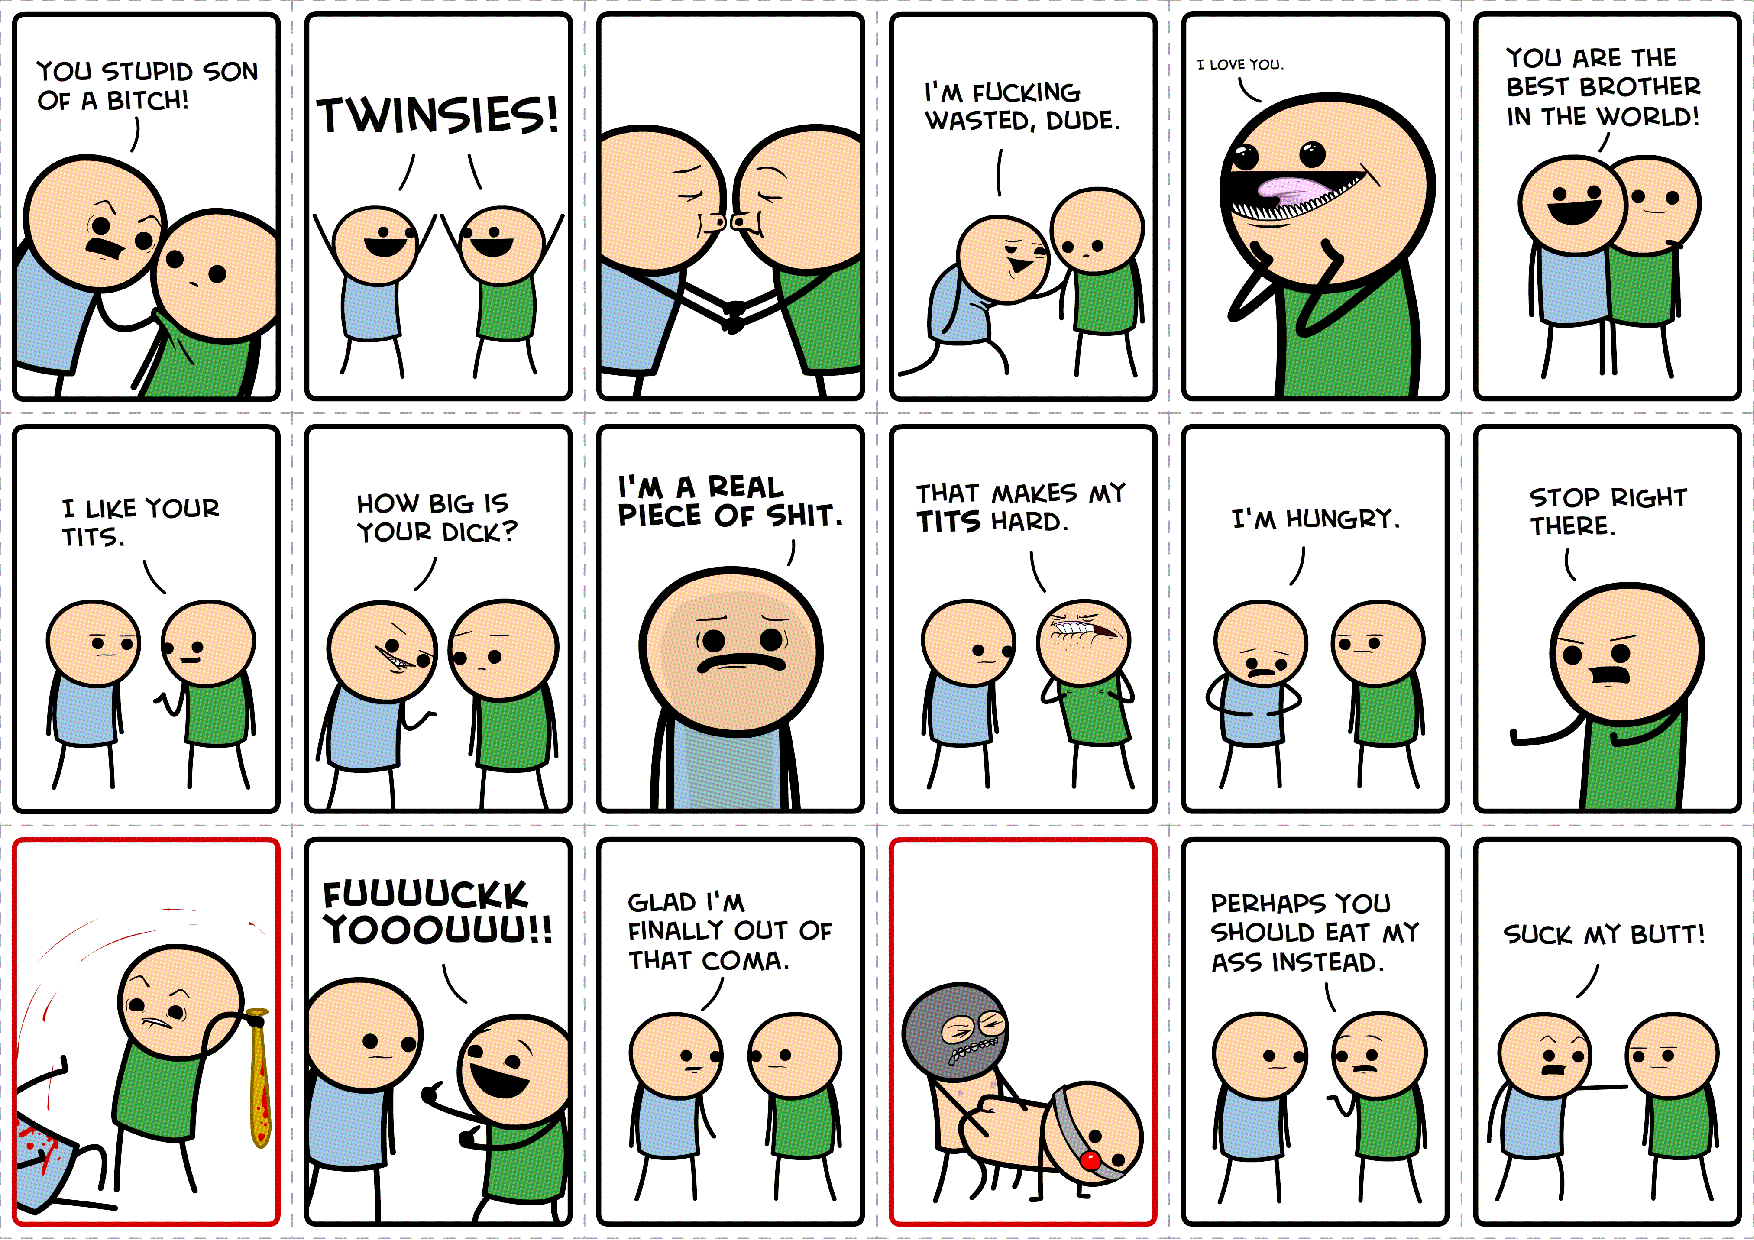 YOU STUPID SON
OF A BITCH!
TWINSIES!
I'M FUCKING
WASTED, DUDE.
I LOVE YOU.
YOU ARE THE
BEST BROTHER
IN THE WORLD!
I LIKE YOUR
TITS.
HOW BIG IS
YOUR DICK?
I'M A REAL
PIECE OF SHIT.
THAT MAKES MY
TITS HARD.
I'M HUNGRY.
STOP RIGHT
THERE.
FUUUUCKK
YOOOUUU!!
GLAD I'M
FINALLY OUT OF
THAT COMA.
PERHAPS YOU
SHOULD EAT MY
ASS INSTEAD.
SUCK MY BUTT!